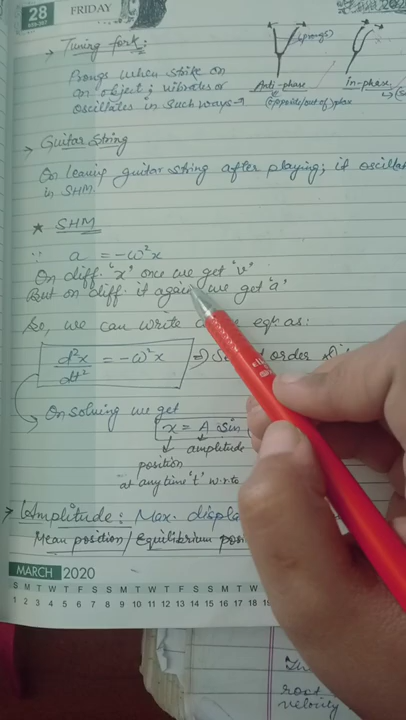 28 FRIDAY
→ Tuning fork:
(prongs)
Prongs when strike on
an object; vibrates or
oscillates in such ways→
Anti-phase
In-phase
(opposite/out of) phase
→ Guitar String
On leaving guitar string after playing; it oscillat
in SHM.
★ SHM
∵ a = -ω²x
On diff. 'x' once we get 'v'
But on diff. it again we get 'a'
So, we can write eqn as:
d²x/dt² = -ω²x ⇒ order
On solving we get
x = A sin
amplitude
position
at any time 't' w.r.to
→ Amplitude: Max. displa
Mean position / Equilibrium posi
MARCH 2020
S M T W T F S S M T W T F S S M T W T
1 2 3 4 5 6 7 8 9 10 11 12 13 14 15 16 17 18 19
root
velocity